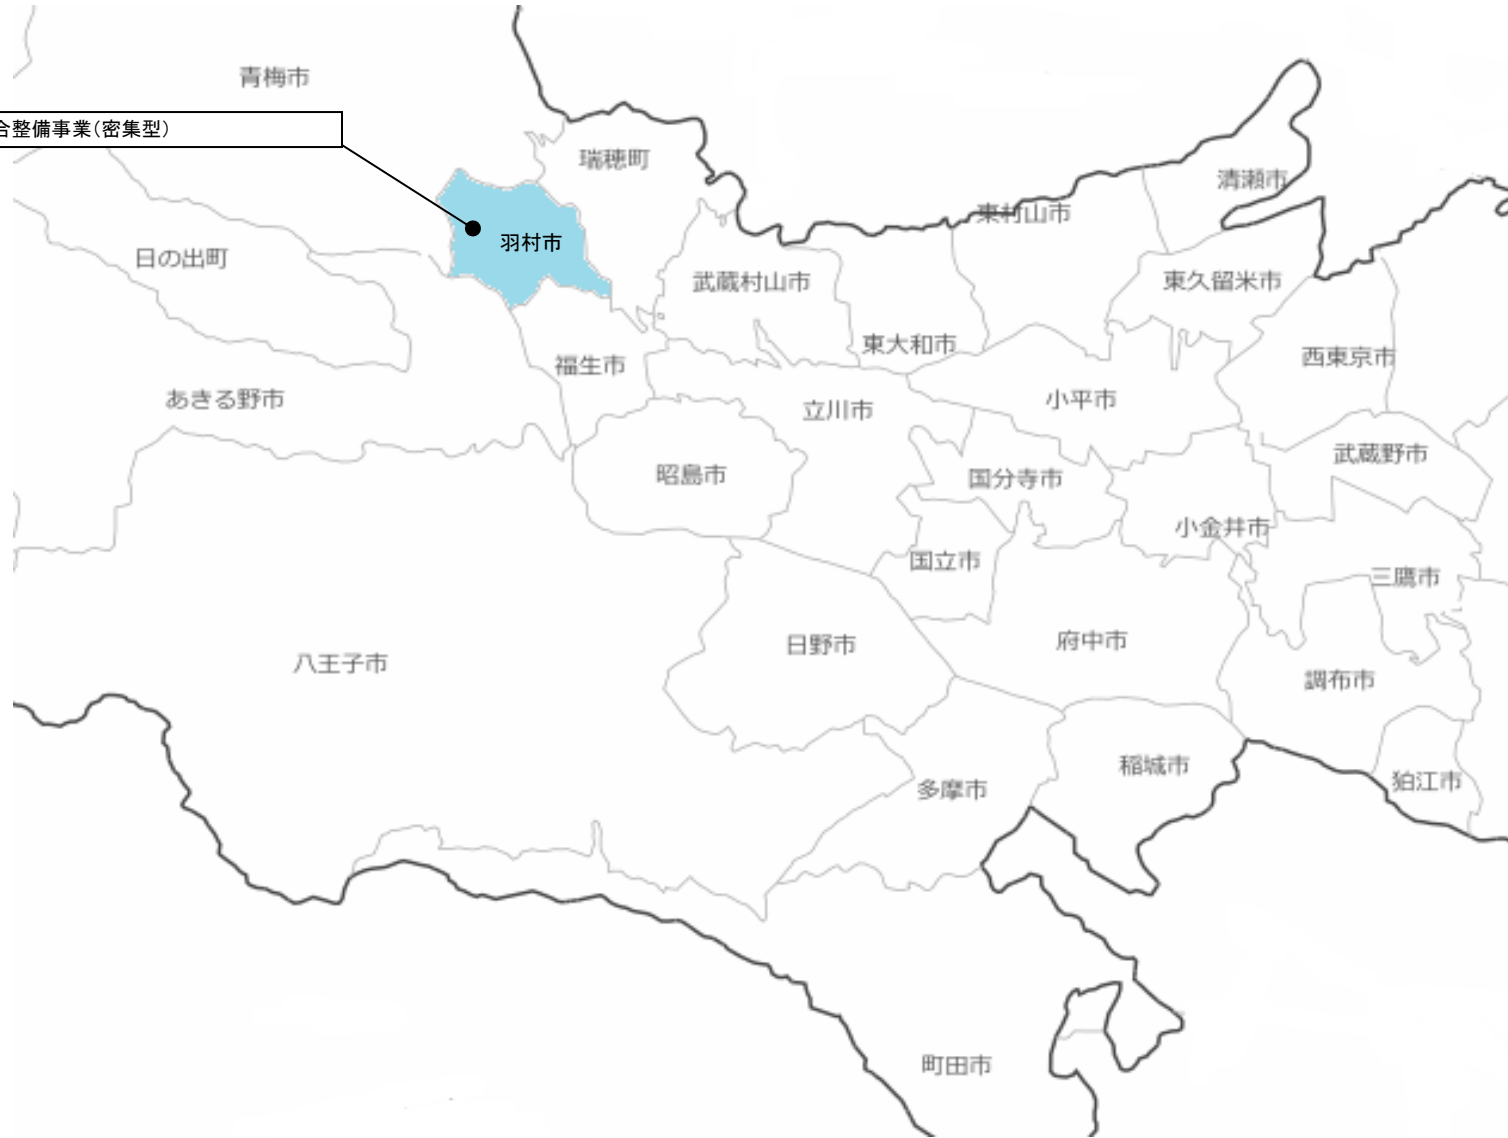 青梅市
合整備事業（密集型）
瑞穂町
清瀬市
東村山市
羽村市
日の出町
武蔵村山市
東久留米市
東大和市
西東京市
福生市
あきる野市
立川市
小平市
武蔵野市
昭島市
国分寺市
小金井市
国立市
三鷹市
日野市
府中市
八王子市
調布市
稲城市
狛江市
多摩市
町田市